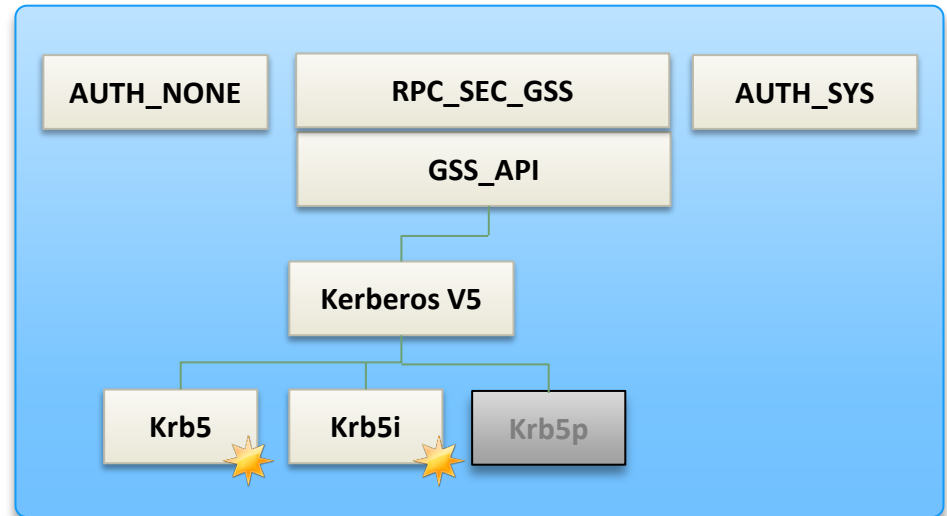 AUTH_NONE
RPC_SEC_GSS
AUTH_SYS
GSS_API
Kerberos V5
Krb5
Krb5i
Krb5p